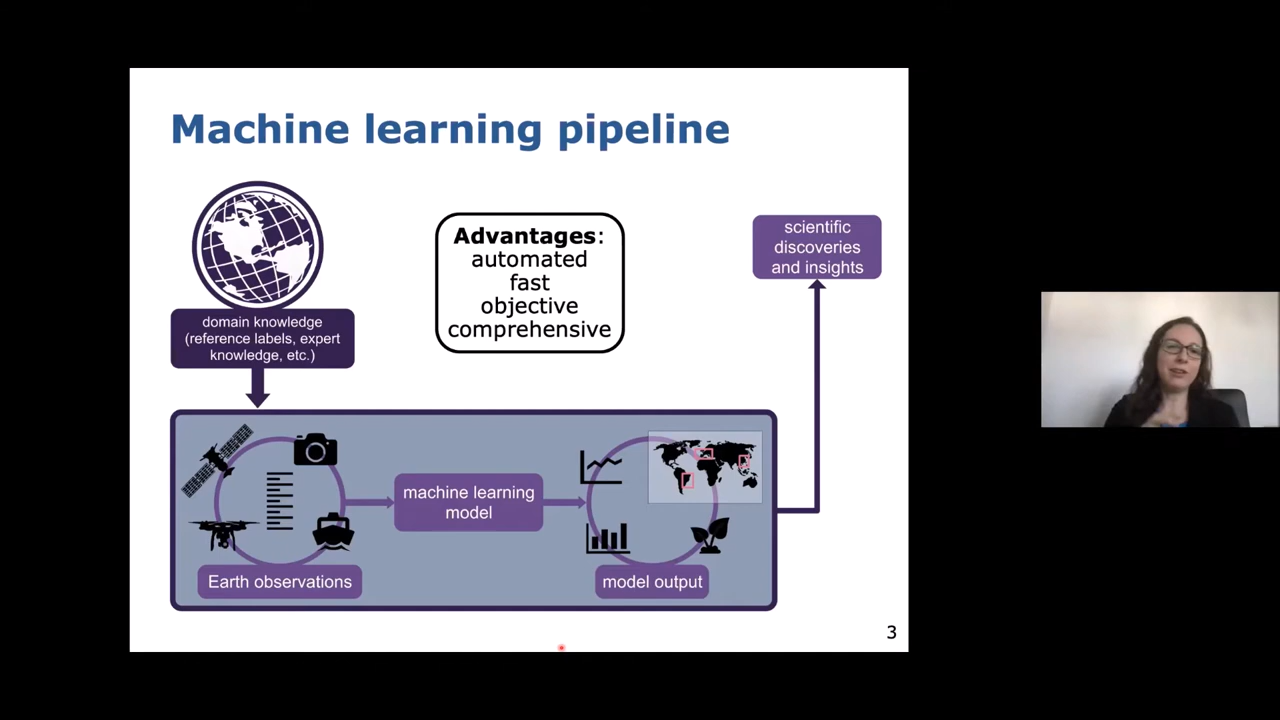 Machine learning pipeline
Advantages:
automated
fast
objective
comprehensive
scientific
discoveries
and insights
domain knowledge
(reference labels, expert
knowledge, etc.)
machine learning
model
Earth observations
model output
3